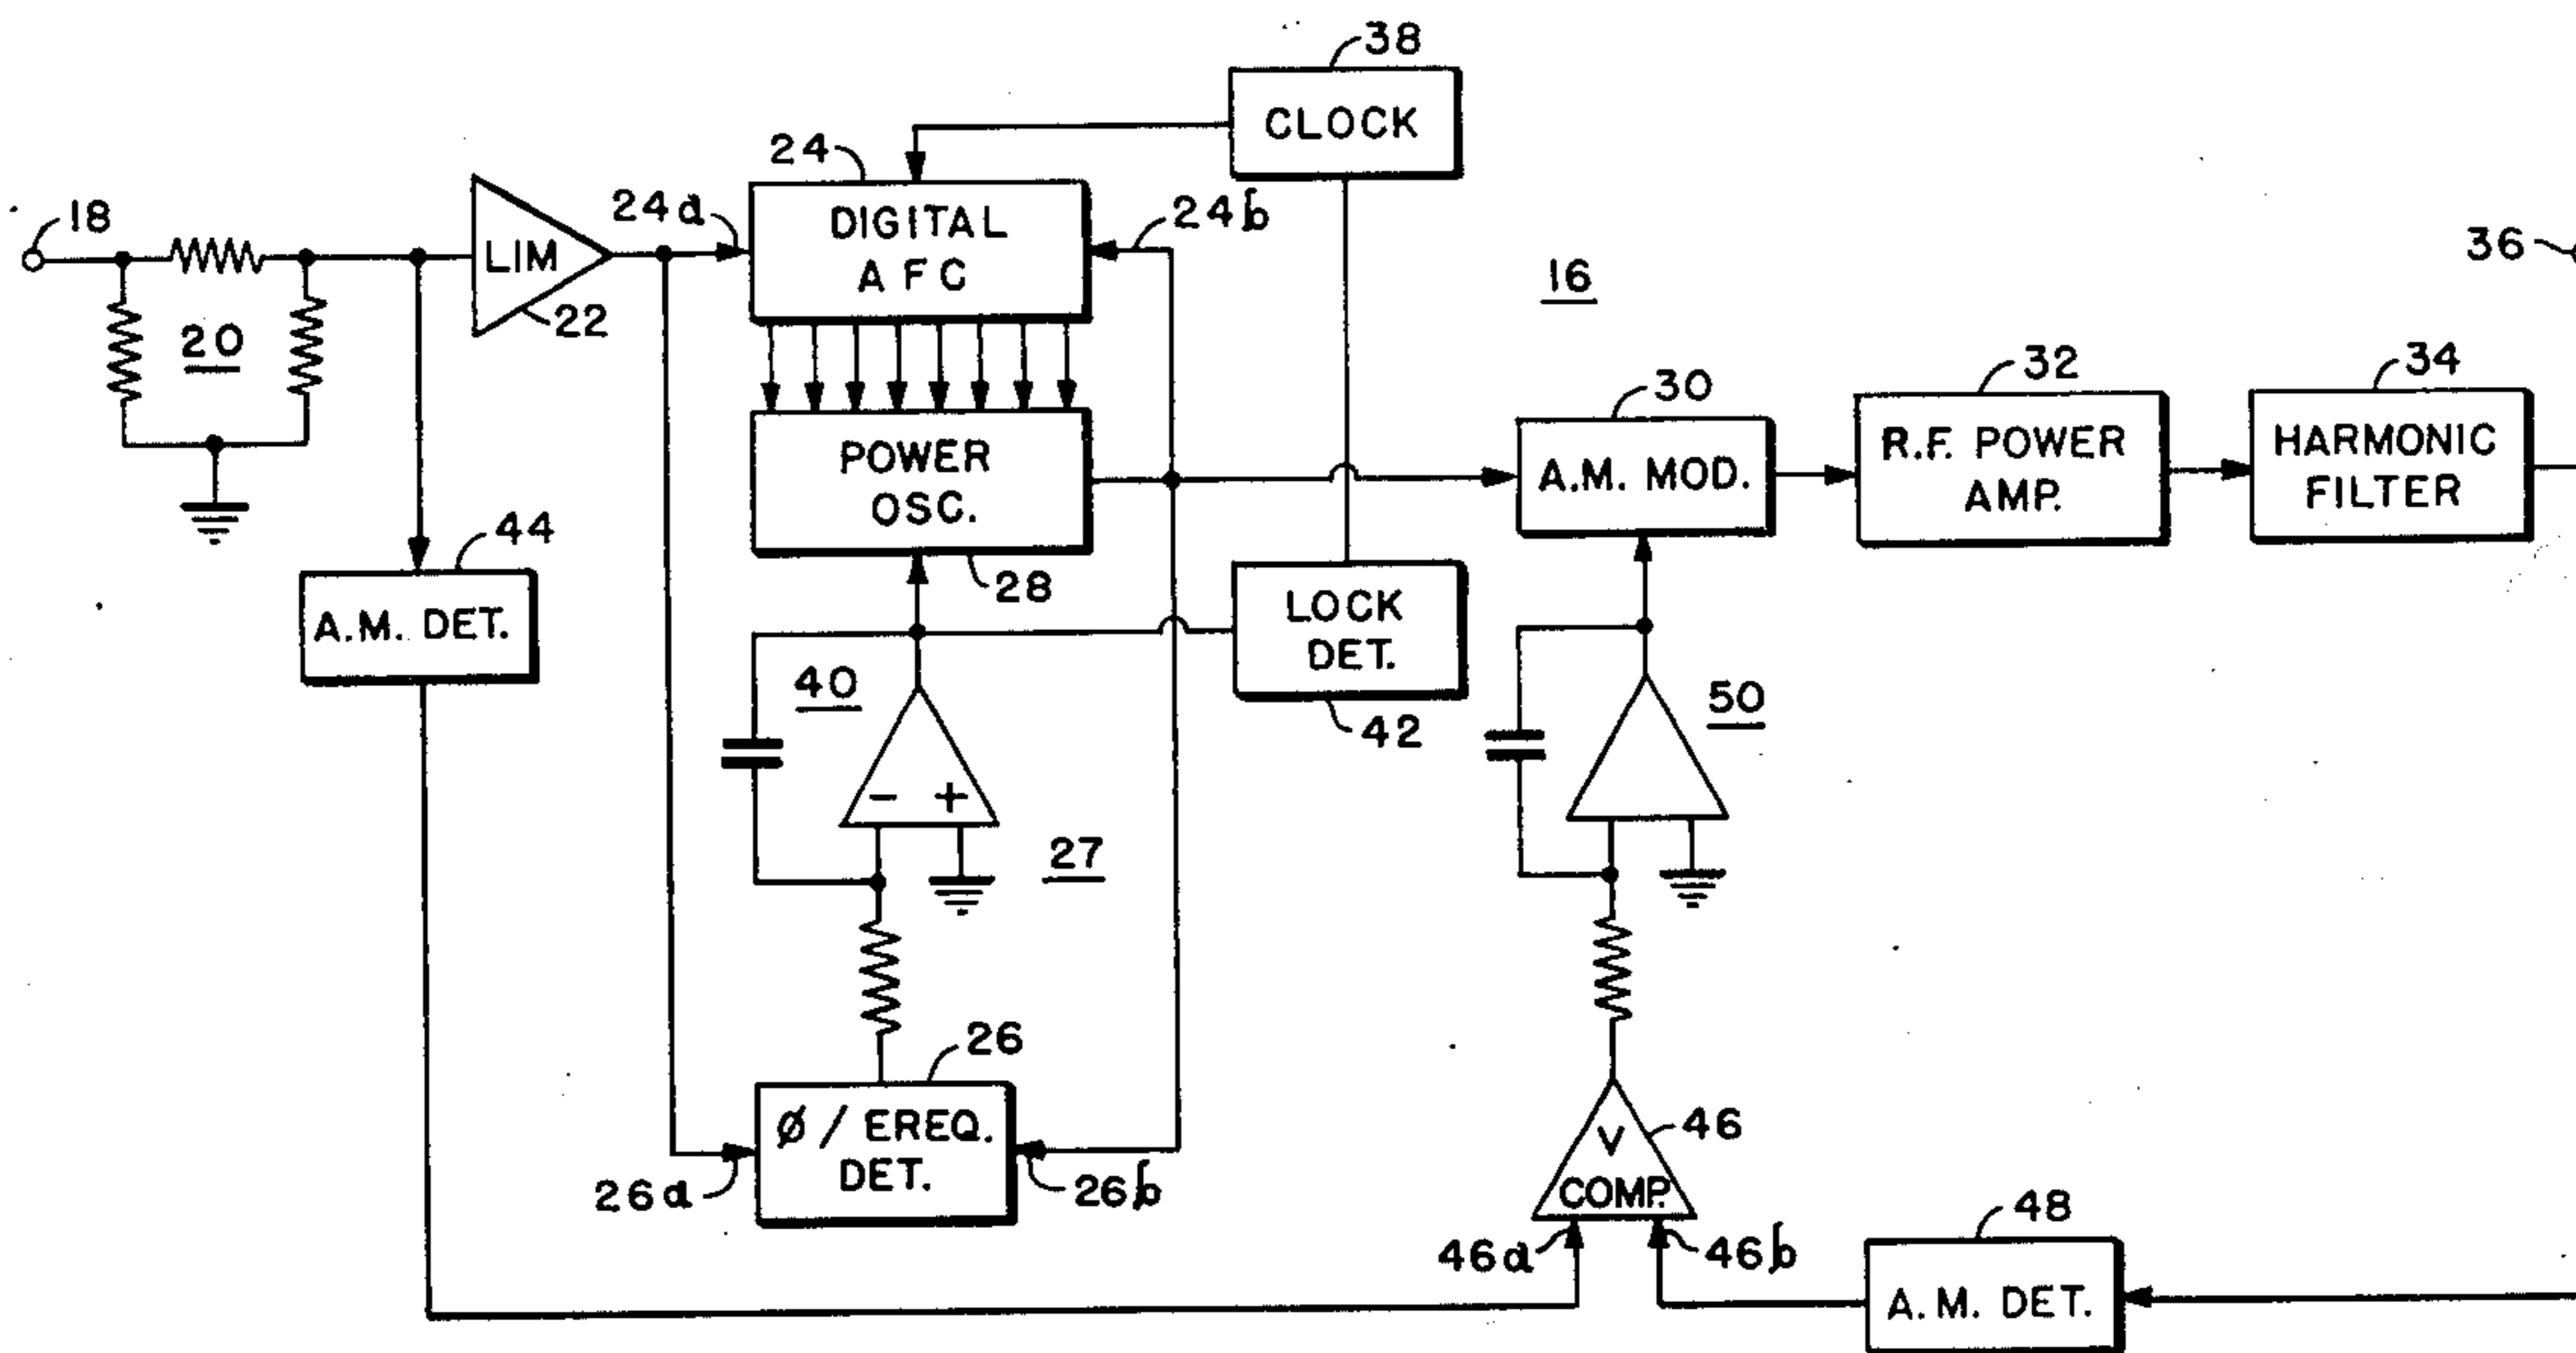 38
CLOCK
24
24a
DIGITAL
A F C
24b
18
LIM
22
20
16
36
44
A.M. DET.
POWER
OSC.
28
30
A.M. MOD.
32
R.F. POWER
AMP.
34
HARMONIC
FILTER
LOCK
DET.
42
40
- +
27
50
26
Ø / EREQ.
DET.
26a
26b
V
COMP.
46
46a
46b
48
A.M. DET.